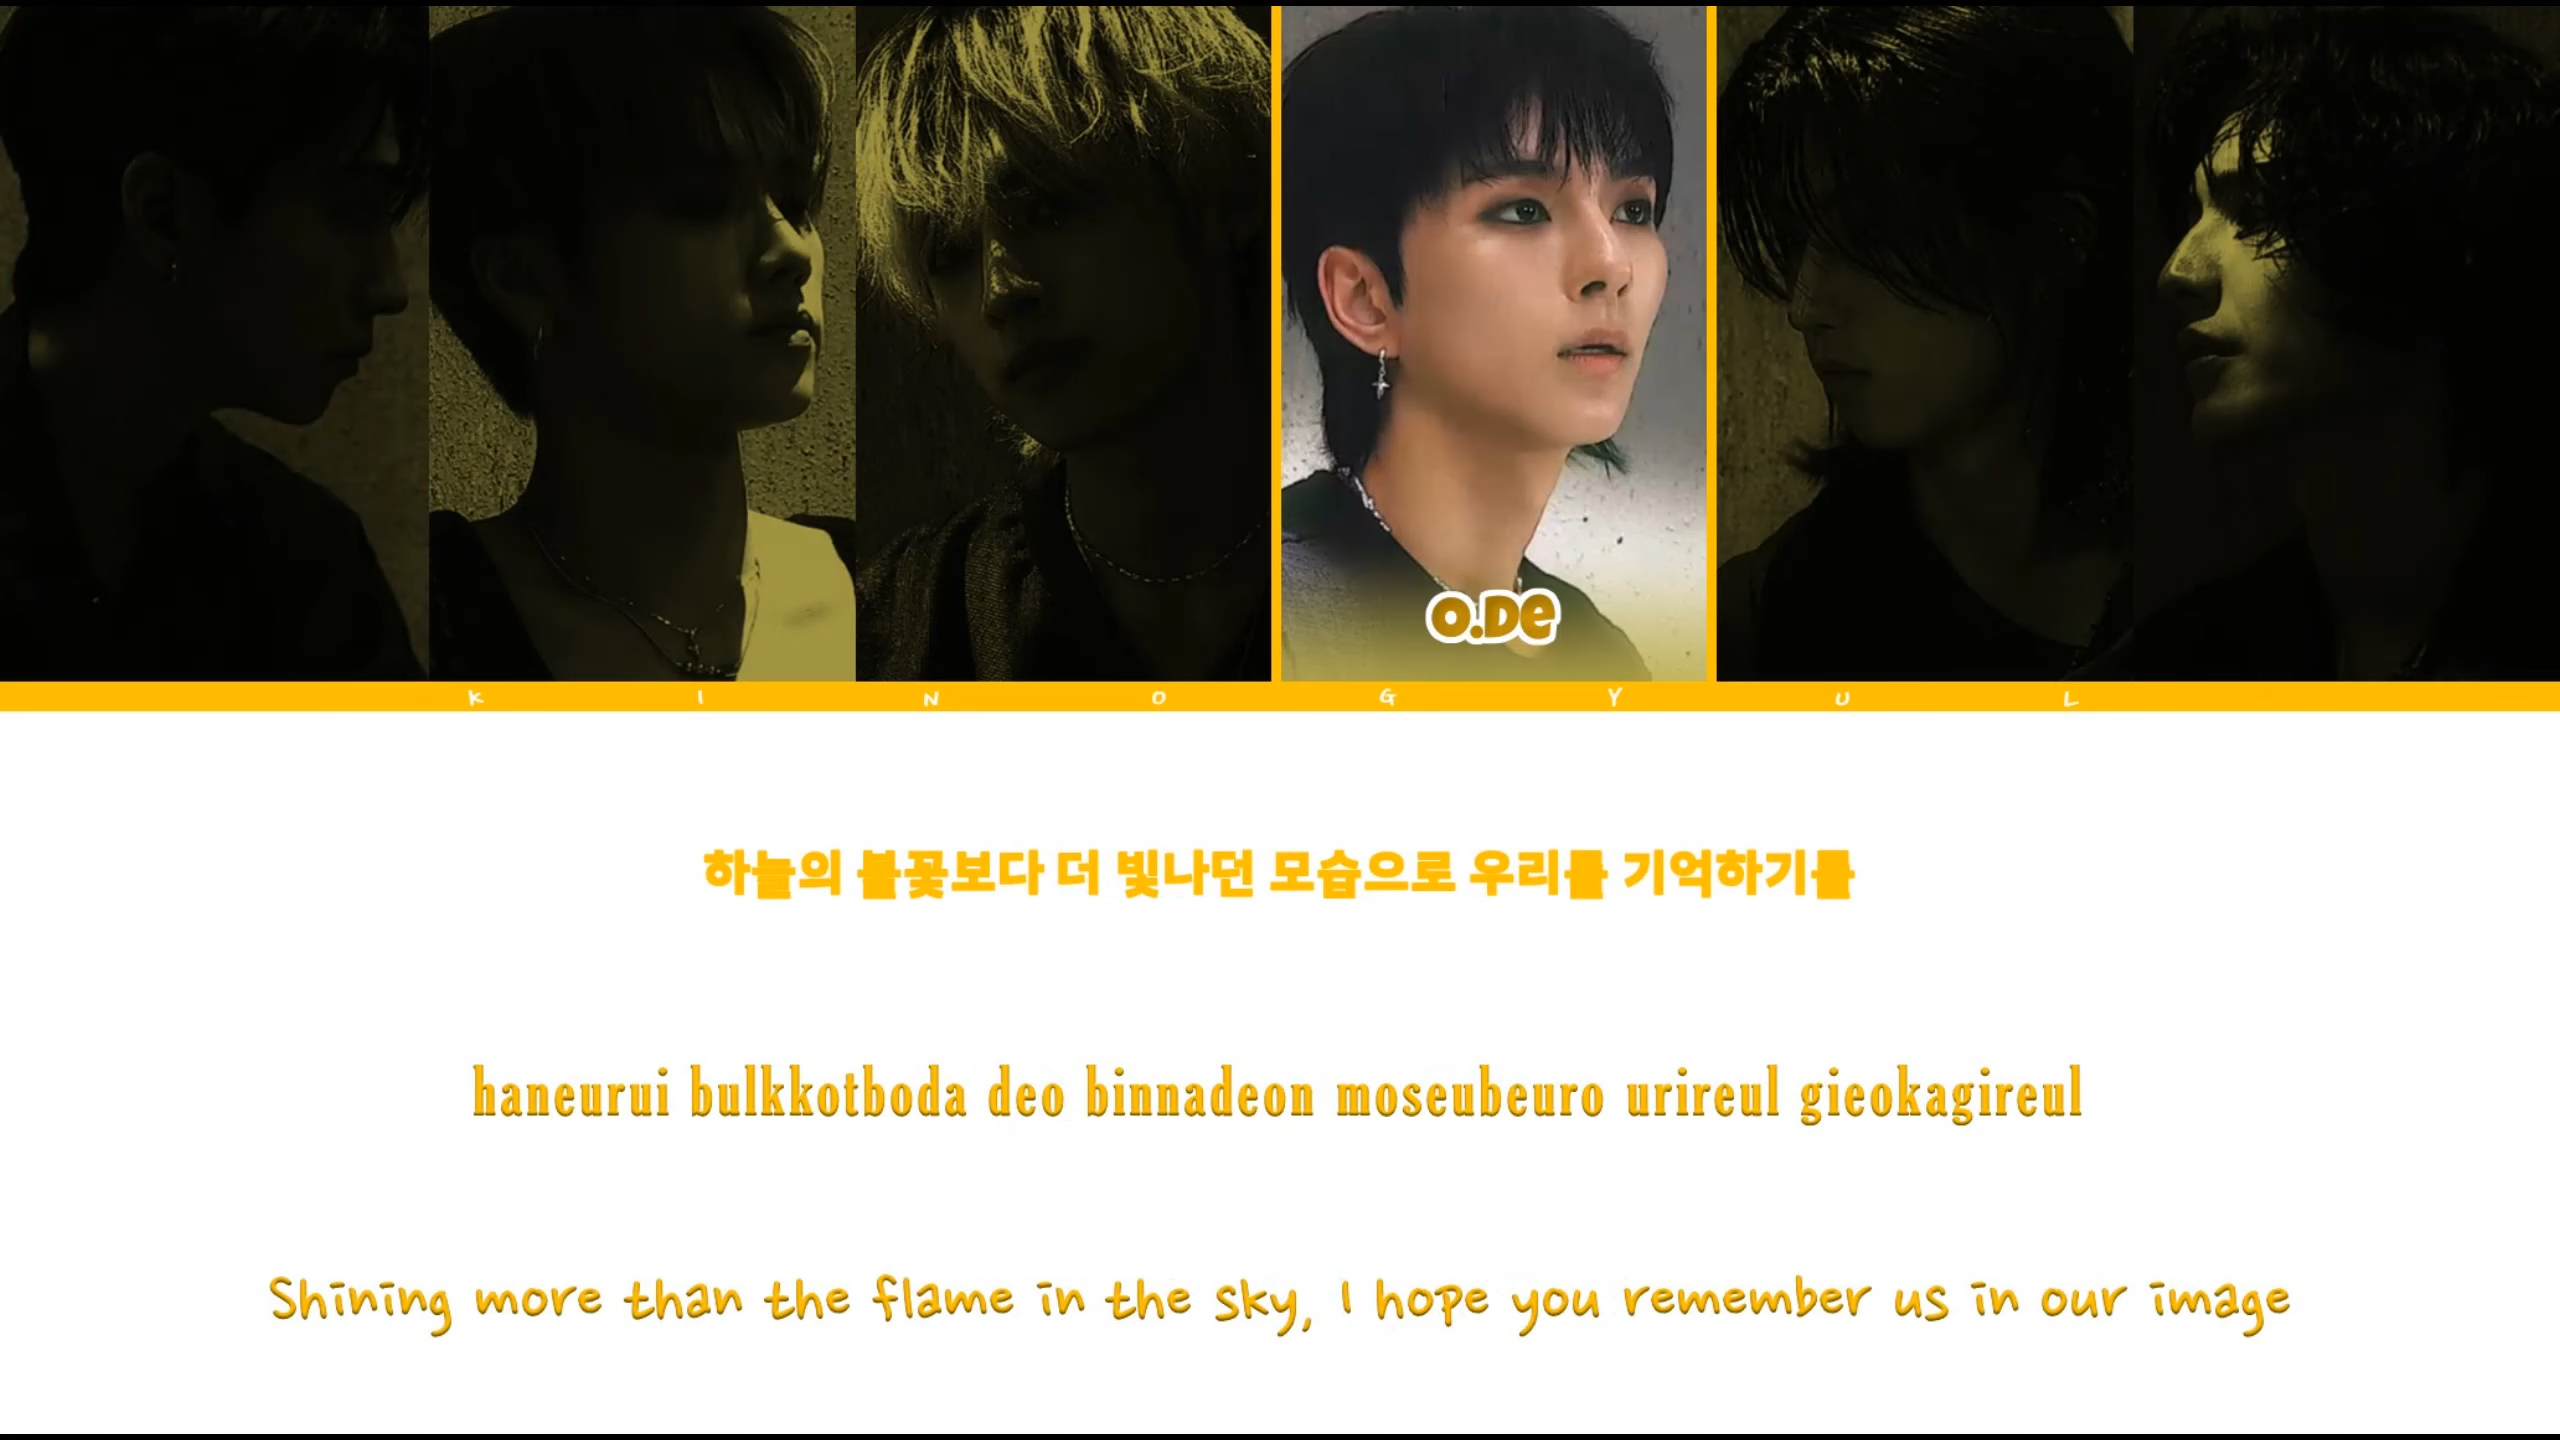 O.De
K I N O G Y U L
하늘의 불꽃보다 더 빛나던 모습으로 우리를 기억하기를
haneurui bulkkotboda deo binnadeon moseubeuro urireul gieokagireul
Shining more than the flame in the sky, I hope you remember us in our image